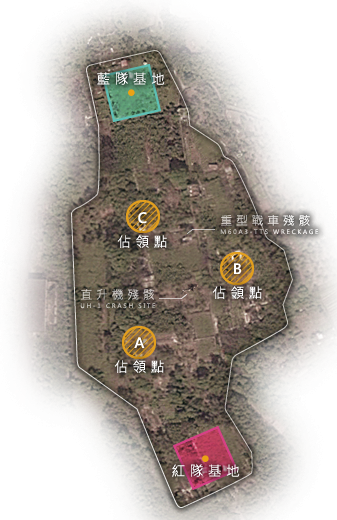 藍隊基地
C
佔領點
重型戰車殘骸
M60A3-TTS WRECKAGE
B
佔領點
直升機殘骸
UH-1 CRASH SITE
A
佔領點
紅隊基地